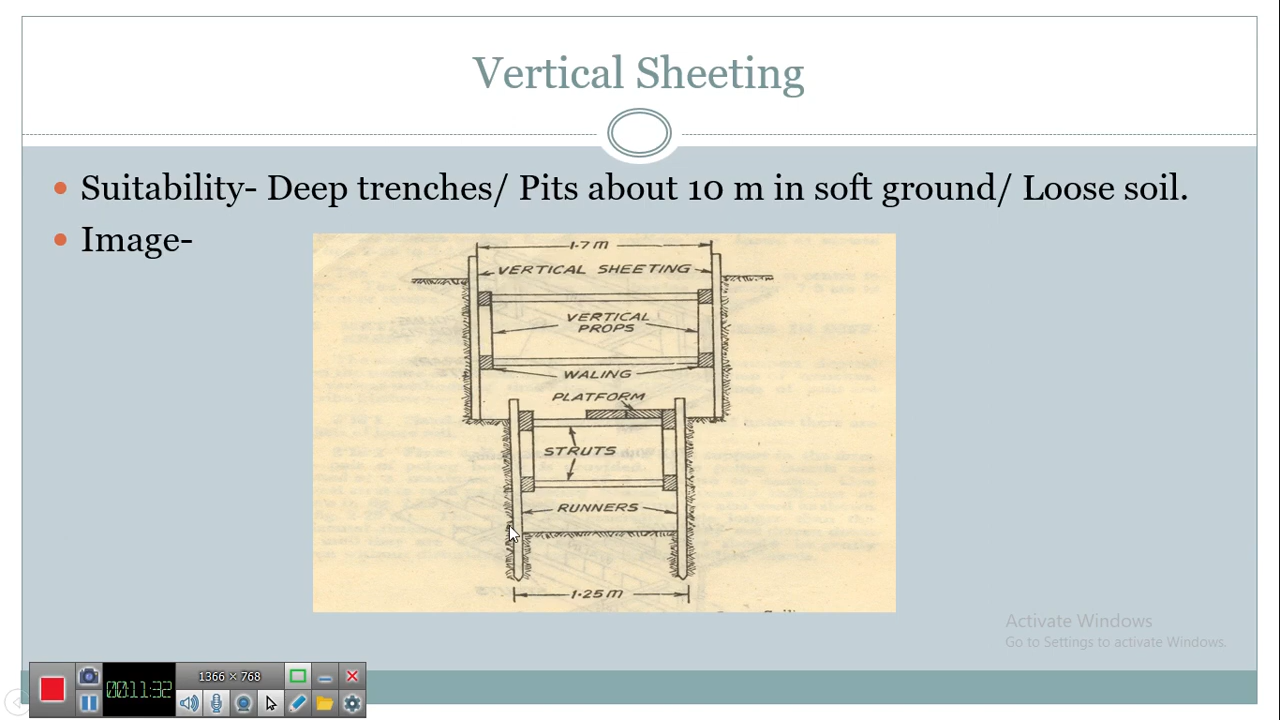 Vertical Sheeting
Suitability- Deep trenches/ Pits about 10 m in soft ground/ Loose soil.
Image-
1·7 m
VERTICAL SHEETING
VERTICAL
PROPS
WALING
PLATFORM
STRUTS
RUNNERS
1·25 m
Activate Windows
Go to Settings to activate Windows.
1366 × 768
00:11:32